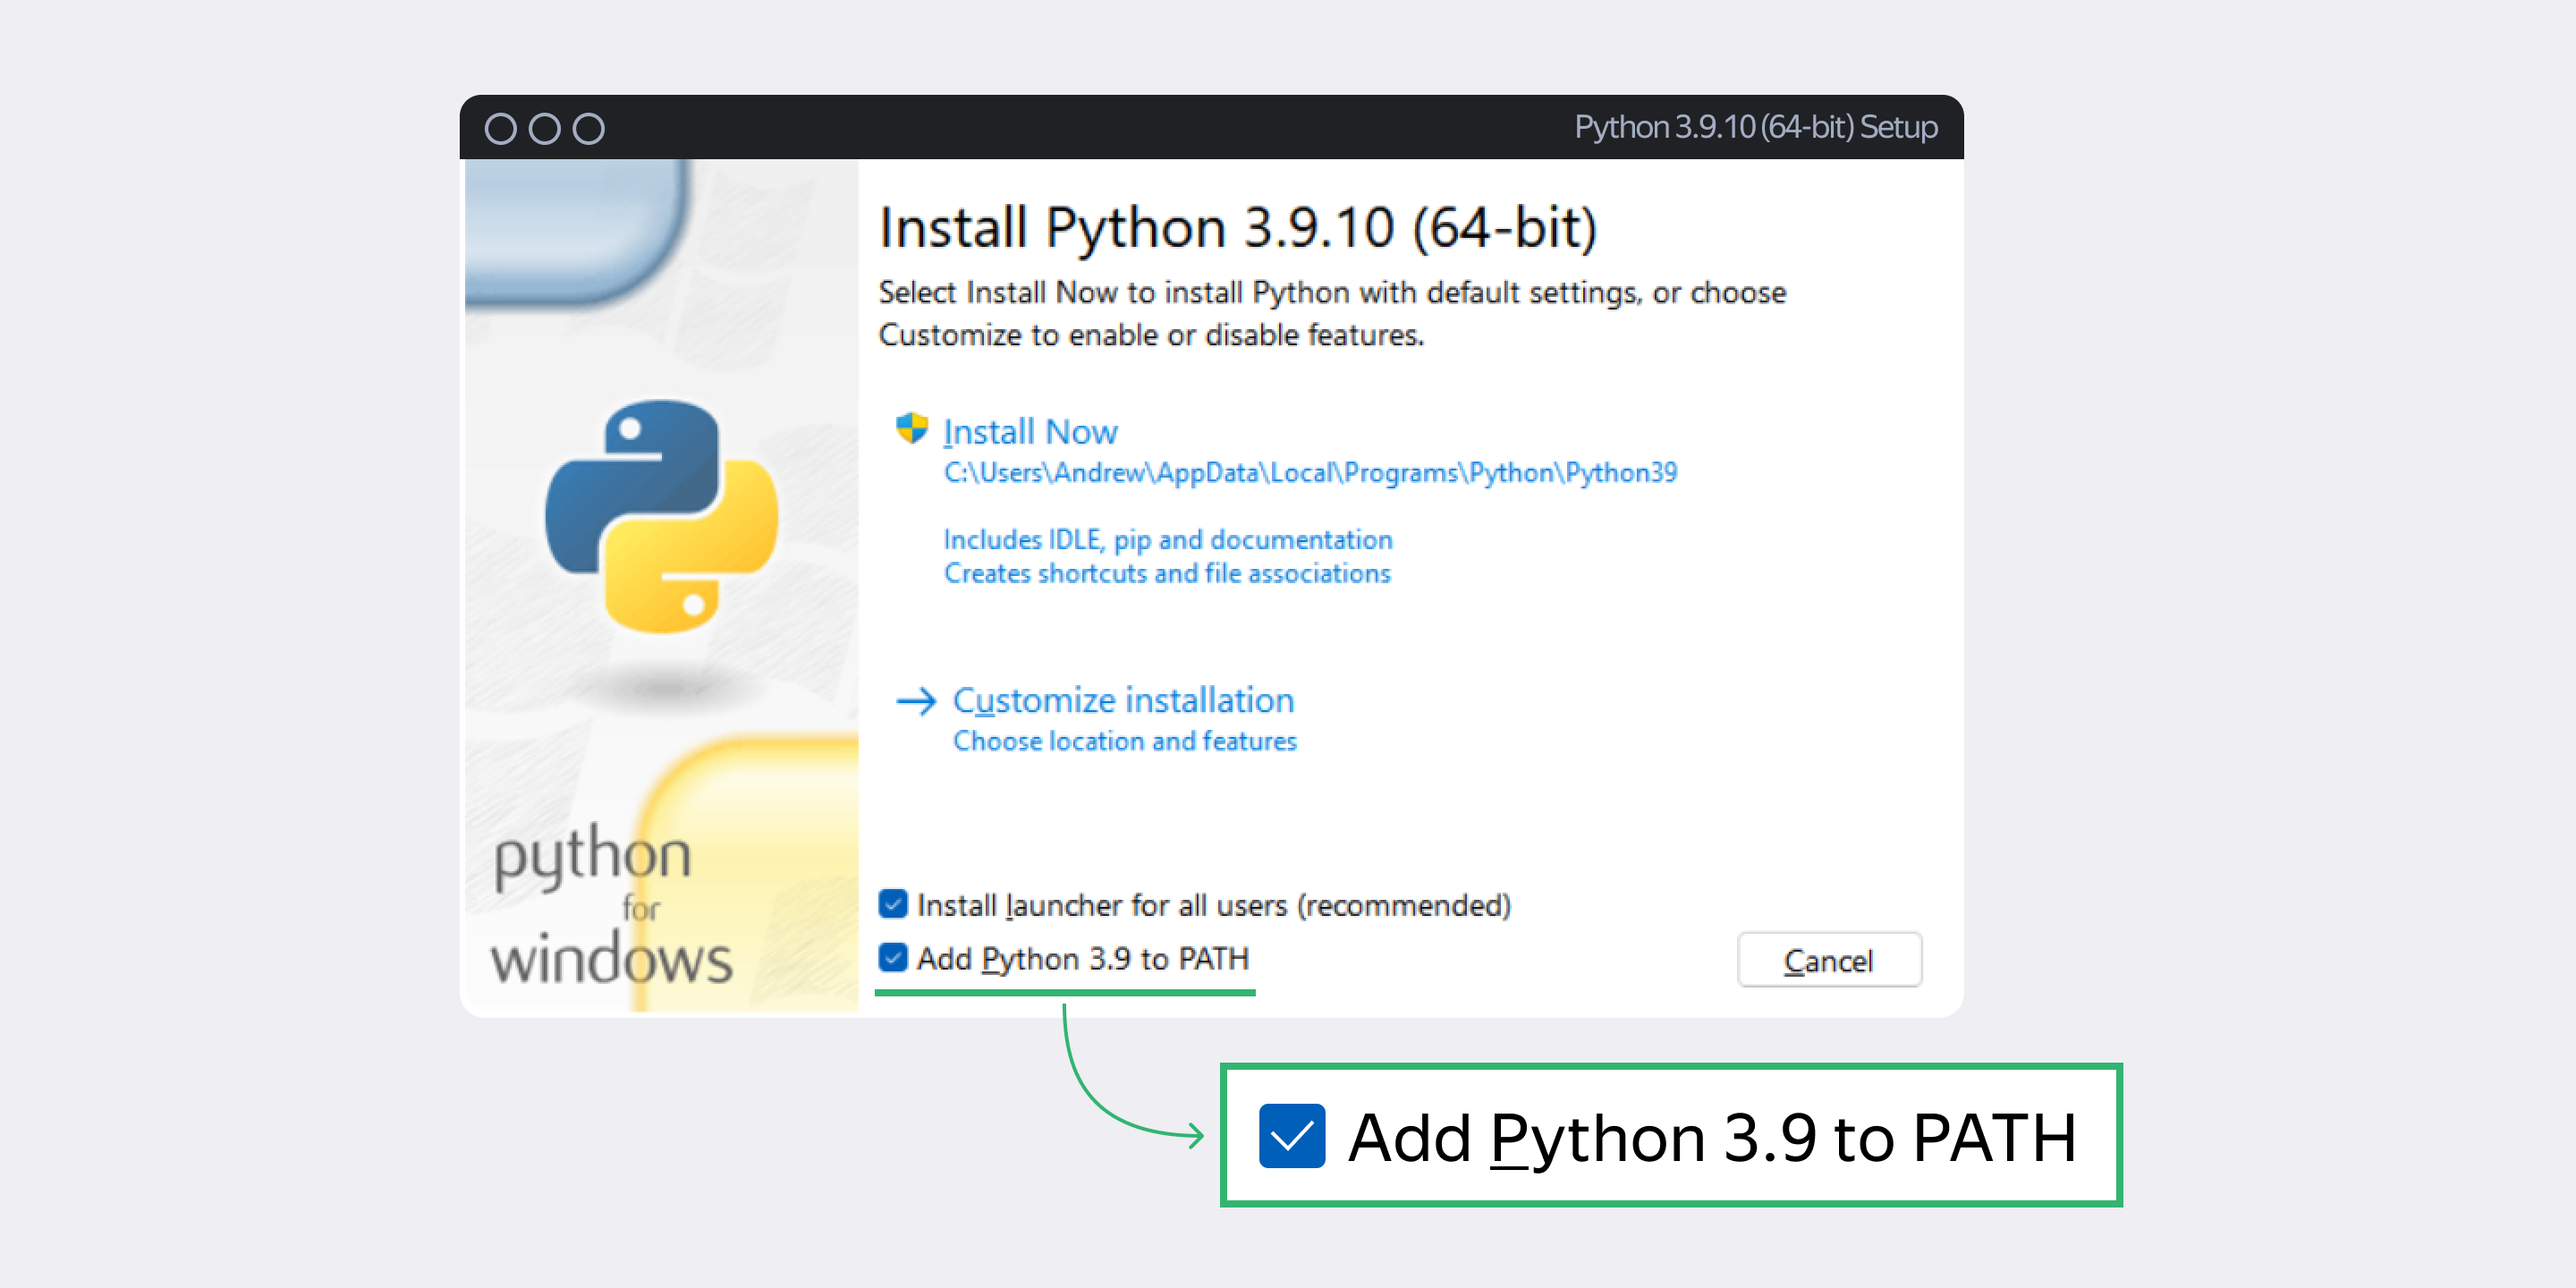 Python 3.9.10 (64-bit) Setup
Install Python 3.9.10 (64-bit)
Select Install Now to install Python with default settings, or choose
Customize to enable or disable features.
Install Now
C:\Users\Andrew\AppData\Local\Programs\Python\Python39
Includes IDLE, pip and documentation
Creates shortcuts and file associations
Customize installation
Choose location and features
python
for
windows
Install launcher for all users (recommended)
Add Python 3.9 to PATH
Cancel
Add Python 3.9 to PATH